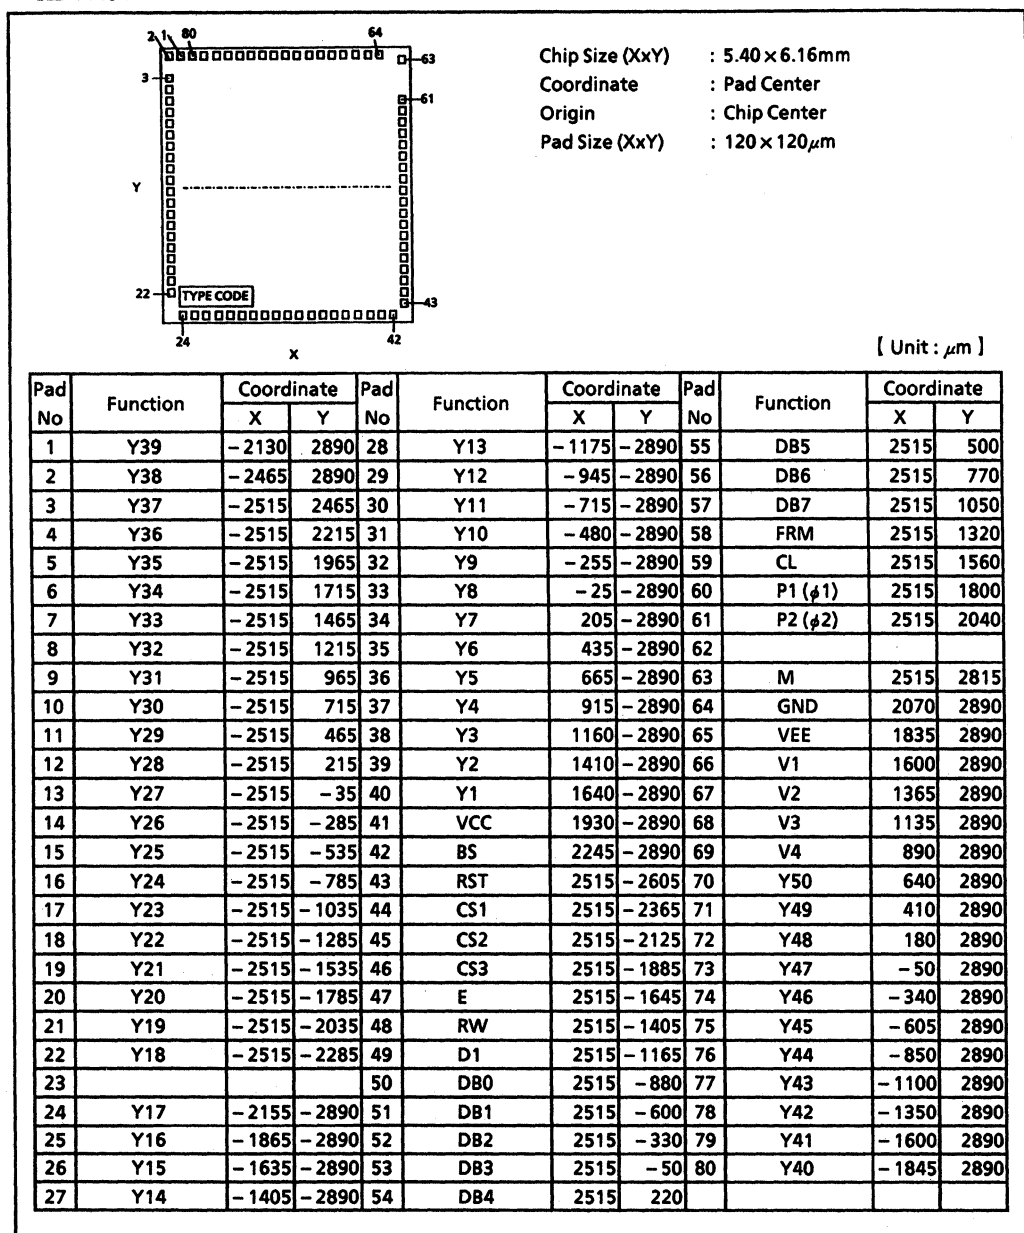 2 1 80 64
63
3
61
Y
22 TYPE CODE
43
24 42
X
Chip Size (XxY) : 5.40 × 6.16mm
Coordinate : Pad Center
Origin : Chip Center
Pad Size (XxY) : 120 × 120μm
【 Unit : μm 】
Pad No Function Coordinate X Y Pad No Function Coordinate X Y Pad No Function Coordinate X Y
1 Y39 −2130 2890 28 Y13 −1175 −2890 55 DB5 2515 500
2 Y38 −2465 2890 29 Y12 −945 −2890 56 DB6 2515 770
3 Y37 −2515 2465 30 Y11 −715 −2890 57 DB7 2515 1050
4 Y36 −2515 2215 31 Y10 −480 −2890 58 FRM 2515 1320
5 Y35 −2515 1965 32 Y9 −255 −2890 59 CL 2515 1560
6 Y34 −2515 1715 33 Y8 −25 −2890 60 P1 (ϕ1) 2515 1800
7 Y33 −2515 1465 34 Y7 205 −2890 61 P2 (ϕ2) 2515 2040
8 Y32 −2515 1215 35 Y6 435 −2890 62
9 Y31 −2515 965 36 Y5 665 −2890 63 M 2515 2815
10 Y30 −2515 715 37 Y4 915 −2890 64 GND 2070 2890
11 Y29 −2515 465 38 Y3 1160 −2890 65 VEE 1835 2890
12 Y28 −2515 215 39 Y2 1410 −2890 66 V1 1600 2890
13 Y27 −2515 −35 40 Y1 1640 −2890 67 V2 1365 2890
14 Y26 −2515 −285 41 VCC 1930 −2890 68 V3 1135 2890
15 Y25 −2515 −535 42 BS 2245 −2890 69 V4 890 2890
16 Y24 −2515 −785 43 RST 2515 −2605 70 Y50 640 2890
17 Y23 −2515 −1035 44 CS1 2515 −2365 71 Y49 410 2890
18 Y22 −2515 −1285 45 CS2 2515 −2125 72 Y48 180 2890
19 Y21 −2515 −1535 46 CS3 2515 −1885 73 Y47 −50 2890
20 Y20 −2515 −1785 47 E 2515 −1645 74 Y46 −340 2890
21 Y19 −2515 −2035 48 RW 2515 −1405 75 Y45 −605 2890
22 Y18 −2515 −2285 49 D1 2515 −1165 76 Y44 −850 2890
23 50 DB0 2515 −880 77 Y43 −1100 2890
24 Y17 −2155 −2890 51 DB1 2515 −600 78 Y42 −1350 2890
25 Y16 −1865 −2890 52 DB2 2515 −330 79 Y41 −1600 2890
26 Y15 −1635 −2890 53 DB3 2515 −50 80 Y40 −1845 2890
27 Y14 −1405 −2890 54 DB4 2515 220